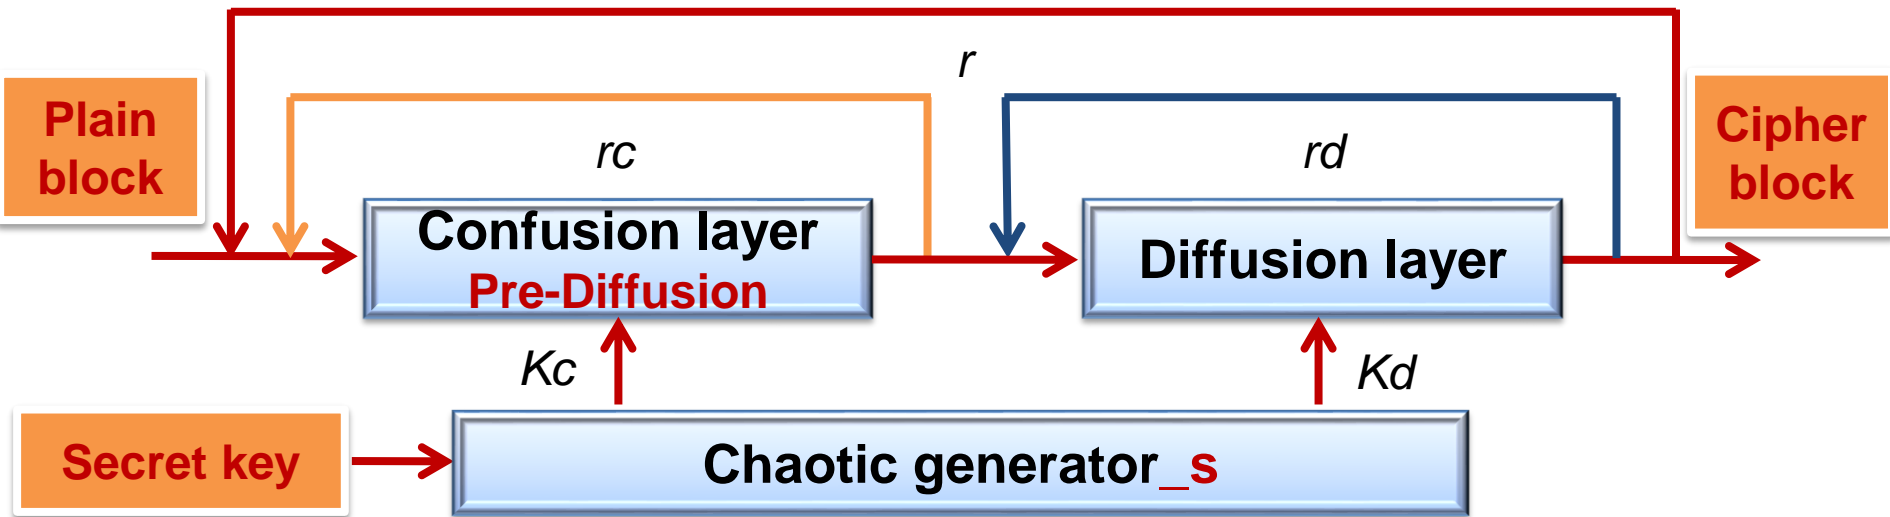 r
Plain
block
rc
rd
Cipher
block
Confusion layer
Pre-Diffusion
Diffusion layer
Kc
Kd
Secret key
Chaotic generator_s